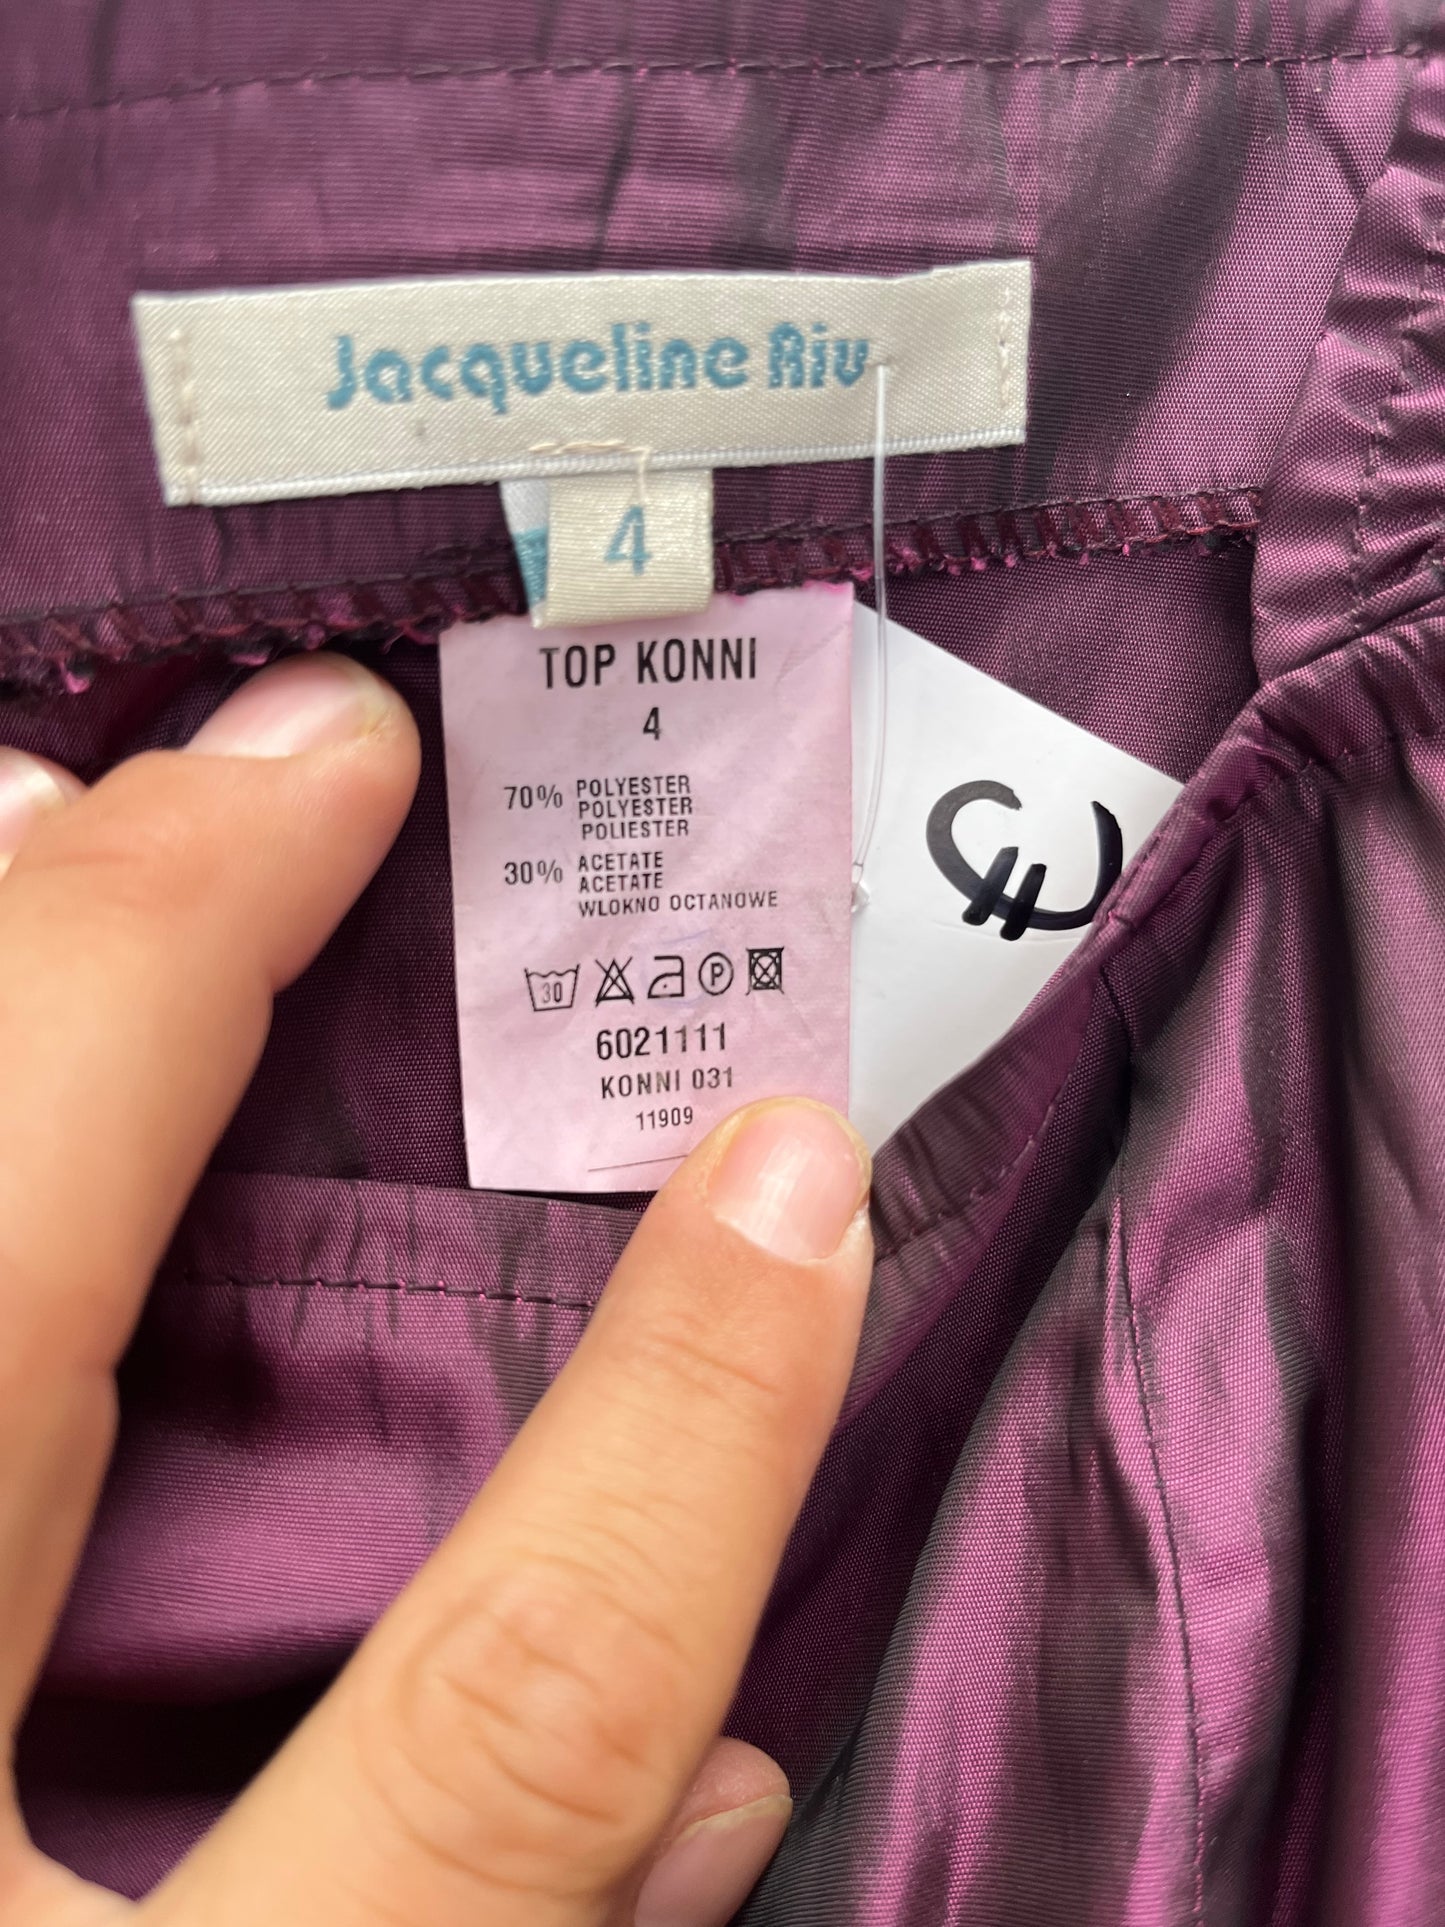 Jacqueline Riu
4
TOP KONNI
4
70% POLYESTER
POLYESTER
POLIESTER
30% ACETATE
ACETATE
WLOKNO OCTANOWE
30 P
6021111
KONNI 031
11909